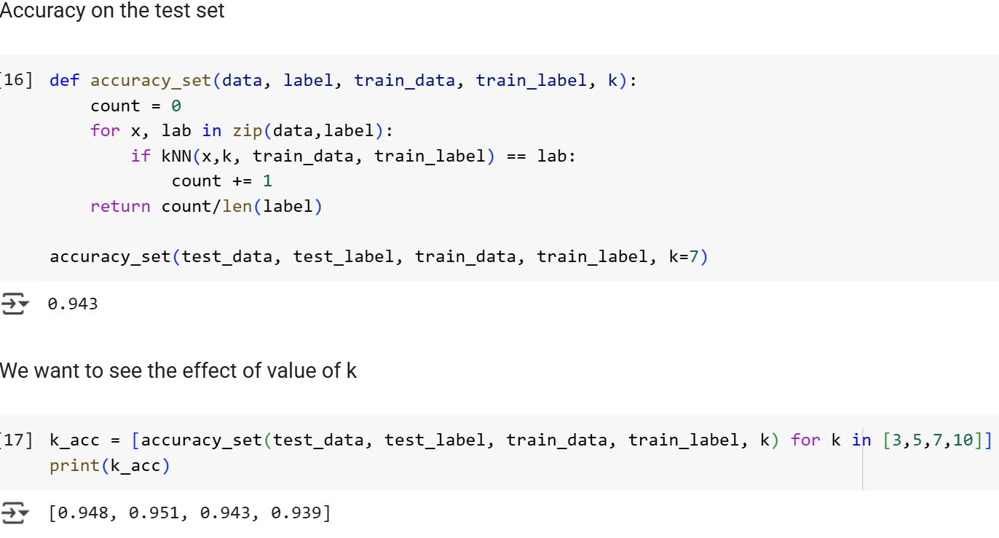 Accuracy on the test set
[16] def accuracy_set(data, label, train_data, train_label, k):
    count = 0
    for x, lab in zip(data,label):
        if kNN(x,k, train_data, train_label) == lab:
            count += 1
    return count/len(label)
accuracy_set(test_data, test_label, train_data, train_label, k=7)
0.943
We want to see the effect of value of k
[17] k_acc = [accuracy_set(test_data, test_label, train_data, train_label, k) for k in [3,5,7,10]]
print(k_acc)
[0.948, 0.951, 0.943, 0.939]